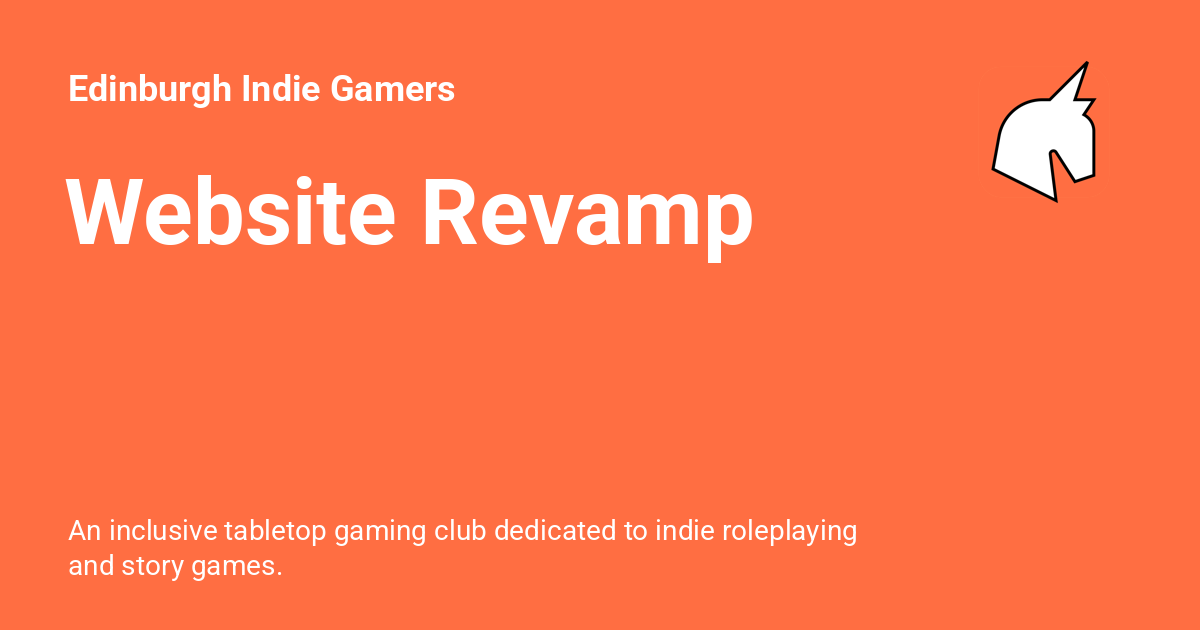 Edinburgh Indie Gamers
Website Revamp
An inclusive tabletop gaming club dedicated to indie roleplaying
and story games.